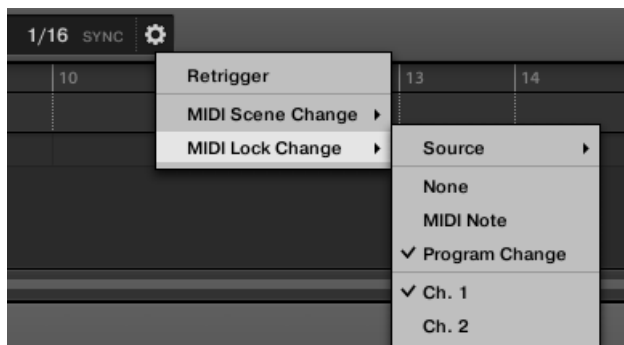 1/16 SYNC
10 13 14
Retrigger
MIDI Scene Change
MIDI Lock Change
Source
None
MIDI Note
Program Change
Ch. 1
Ch. 2